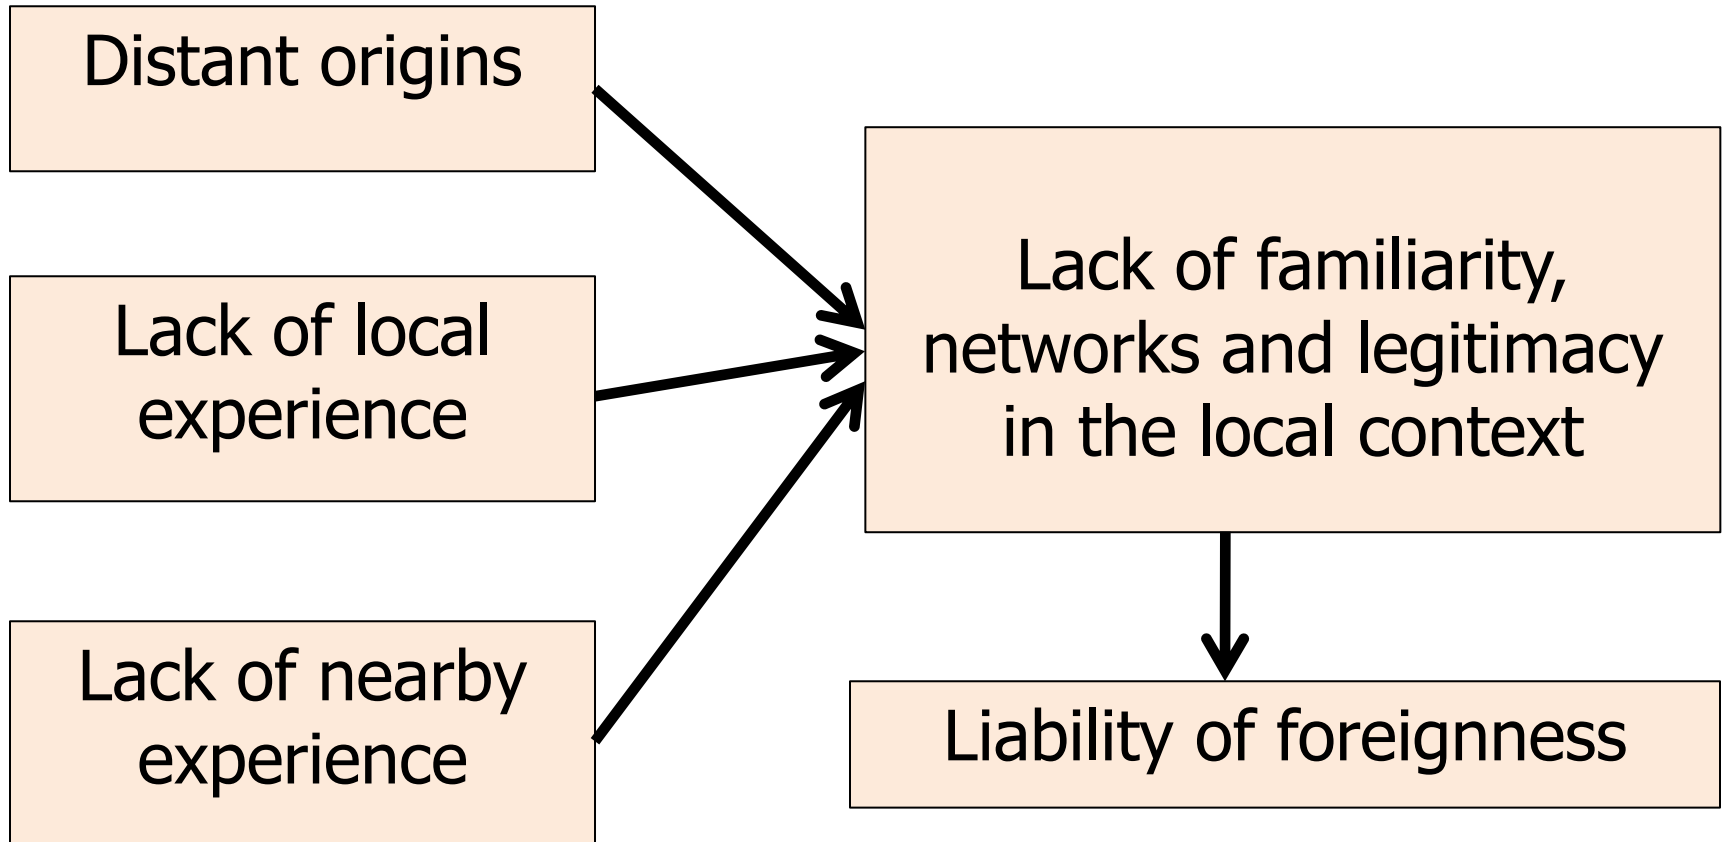 Distant origins
Lack of local
experience
Lack of nearby
experience
Lack of familiarity,
networks and legitimacy
in the local context
Liability of foreignness